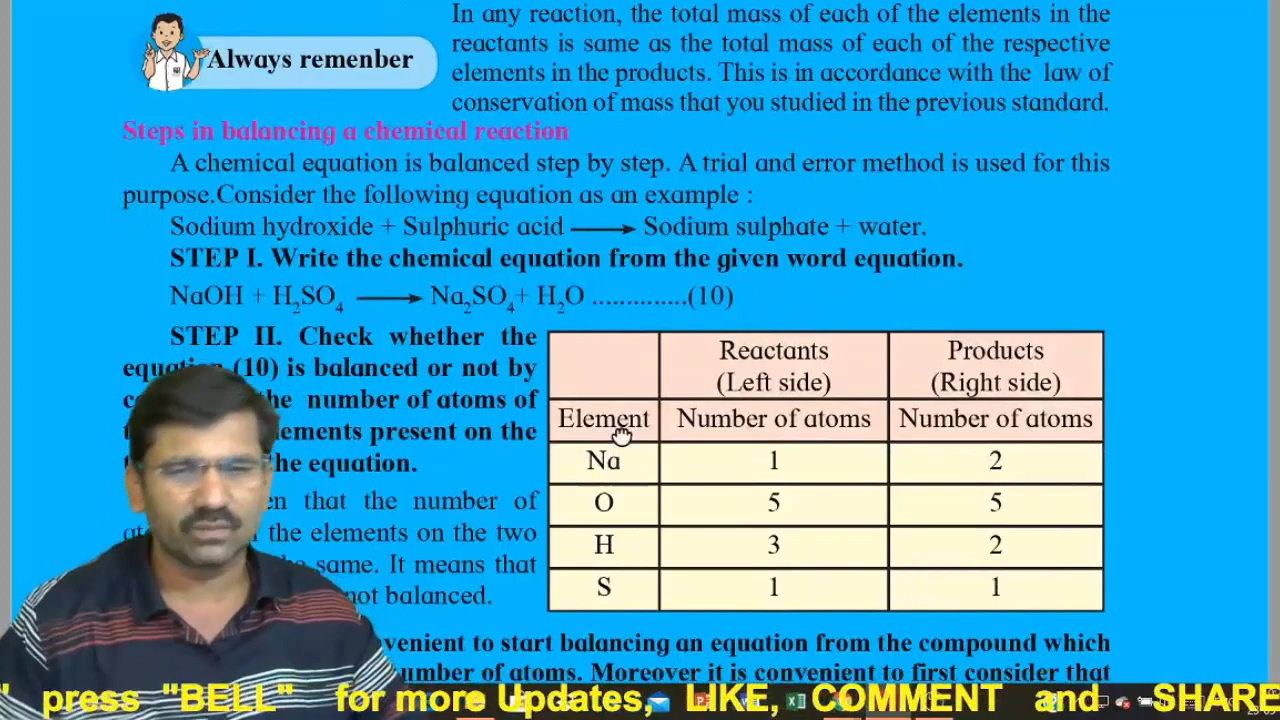 In any reaction, the total mass of each of the elements in the
Always remenber
reactants is same as the total mass of each of the respective
elements in the products. This is in accordance with the law of
conservation of mass that you studied in the previous standard.
Steps in balancing a chemical reaction
A chemical equation is balanced step by step. A trial and error method is used for this
purpose.Consider the following equation as an example :
Sodium hydroxide + Sulphuric acid ⟶ Sodium sulphate + water.
STEP I. Write the chemical equation from the given word equation.
NaOH + H₂SO₄ ⟶ Na₂SO₄+ H₂O ..............(10)
STEP II. Check whether the
(10) is balanced or not by
number of atoms of
present on the
the equation.
that the number of
the elements on the two
same. It means that
not balanced.
Reactants Products
(Left side) (Right side)
Element Number of atoms Number of atoms
Na 1 2
O 5 5
H 3 2
S 1 1
to start balancing an equation from the compound which
number of atoms. Moreover it is convenient to first consider that
press "BELL" for more Updates, LIKE, COMMENT and SHARE